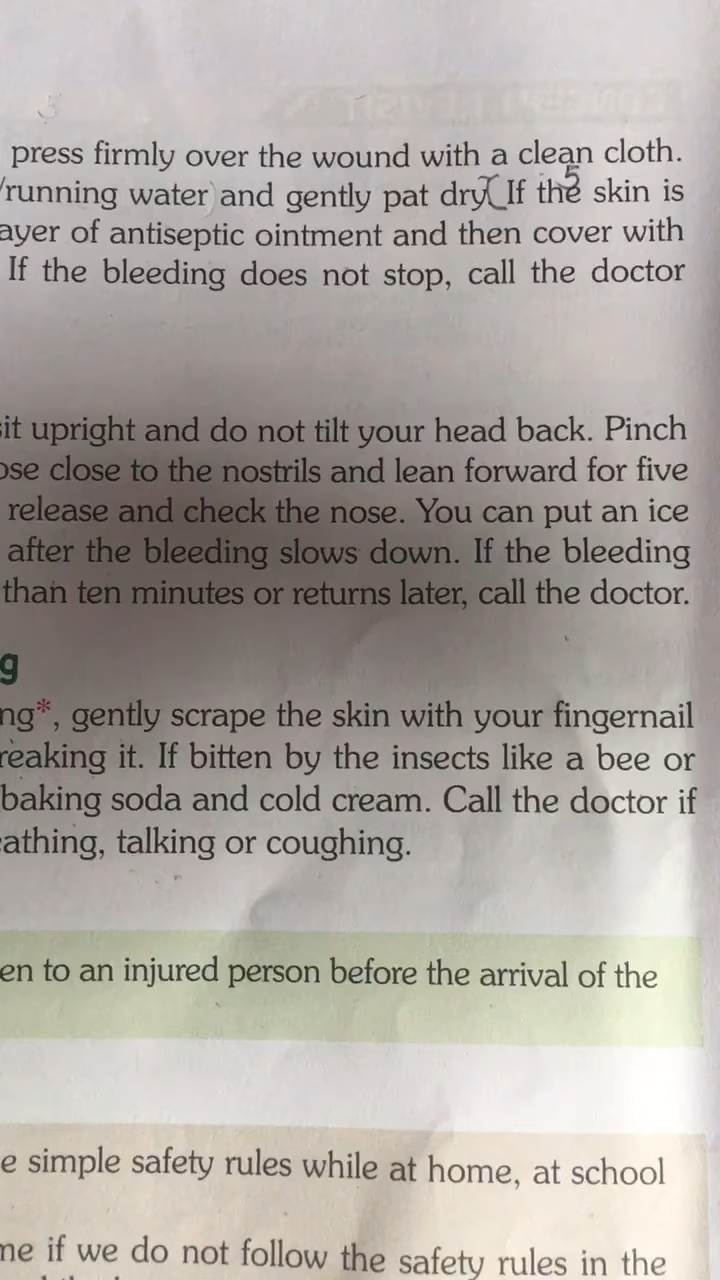 press firmly over the wound with a clean cloth.
5
running water and gently pat dry. If the skin is
ayer of antiseptic ointment and then cover with
If the bleeding does not stop, call the doctor
it upright and do not tilt your head back. Pinch
ose close to the nostrils and lean forward for five
release and check the nose. You can put an ice
after the bleeding slows down. If the bleeding
than ten minutes or returns later, call the doctor.
g
ng*, gently scrape the skin with your fingernail
reaking it. If bitten by the insects like a bee or
baking soda and cold cream. Call the doctor if
athing, talking or coughing.
en to an injured person before the arrival of the
e simple safety rules while at home, at school
me if we do not follow the safety rules in the